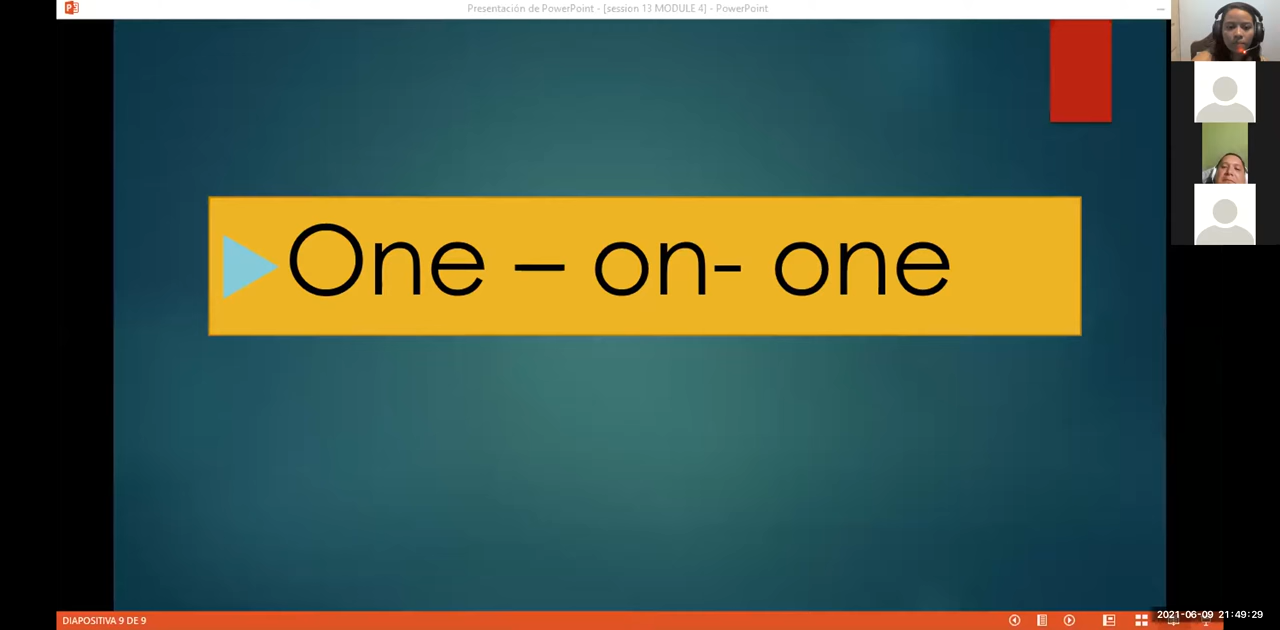 Presentación de PowerPoint - [session 13 MODULE 4] - PowerPoint
One – on- one
DIAPOSITIVA 9 DE 9
2021-06-09 21:49:29